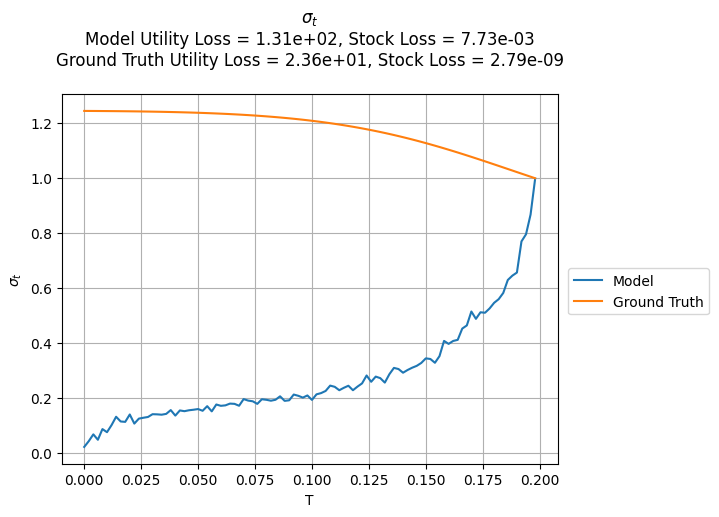 σt
Model Utility Loss = 1.31e+02, Stock Loss = 7.73e-03
Ground Truth Utility Loss = 2.36e+01, Stock Loss = 2.79e-09
1.2
1.0
0.8
0.6
0.4
0.2
0.0
σt
0.000 0.025 0.050 0.075 0.100 0.125 0.150 0.175 0.200
T
Model
Ground Truth